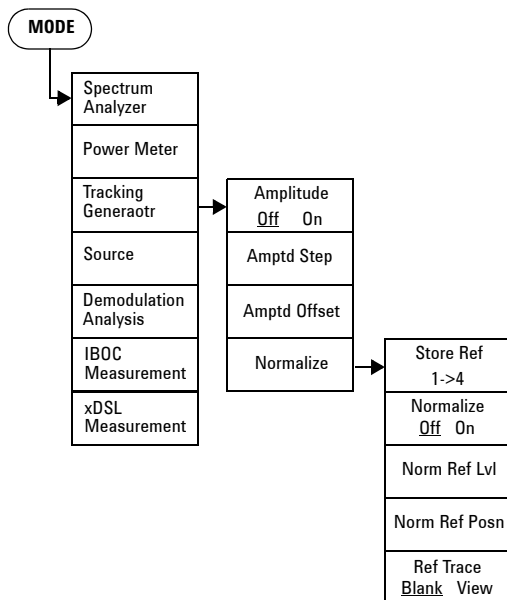 MODE
Spectrum
Analyzer
Power Meter
Tracking
Generaotr
Source
Demodulation
Analysis
IBOC
Measurement
xDSL
Measurement
Amplitude
Off On
Amptd Step
Amptd Offset
Normalize
Store Ref
1->4
Normalize
Off On
Norm Ref Lvl
Norm Ref Posn
Ref Trace
Blank View